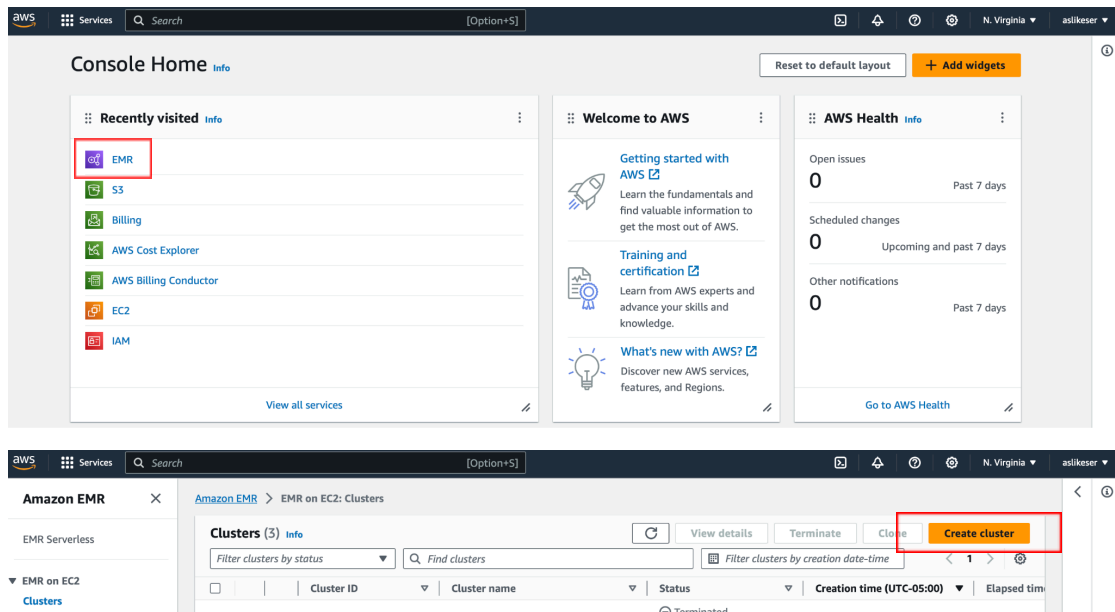 aws Services Search [Option+S] N. Virginia ▼ aslikeser ▼
Console Home Info
Reset to default layout + Add widgets
Recently visited Info
EMR
S3
Billing
AWS Cost Explorer
AWS Billing Conductor
EC2
IAM
View all services
Welcome to AWS
Getting started with
AWS
Learn the fundamentals and
find valuable information to
get the most out of AWS.
Training and
certification
Learn from AWS experts and
advance your skills and
knowledge.
What's new with AWS?
Discover new AWS services,
features, and Regions.
AWS Health Info
Open issues
0 Past 7 days
Scheduled changes
0 Upcoming and past 7 days
Other notifications
0 Past 7 days
Go to AWS Health
aws Services Search [Option+S] N. Virginia ▼ aslikeser ▼
Amazon EMR
EMR Serverless
▼ EMR on EC2
Clusters
Amazon EMR > EMR on EC2: Clusters
Clusters (3) Info View details Terminate Clone Create cluster
Filter clusters by status ▼ Find clusters Filter clusters by creation date-time < 1 >
Cluster ID Cluster name Status Creation time (UTC-05:00) ▼ Elapsed time
Terminated